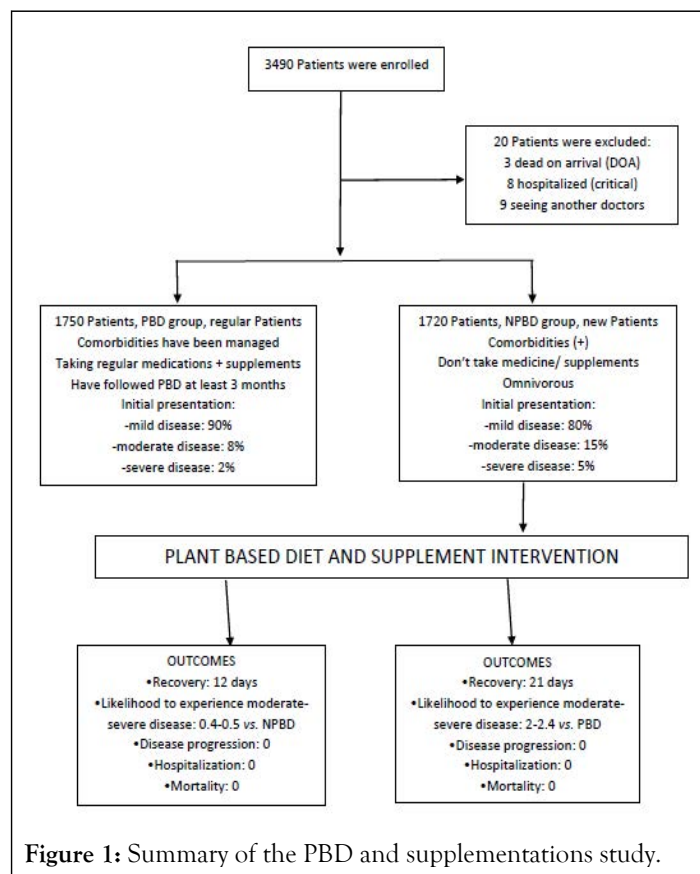 3490 Patients were enrolled
20 Patients were excluded:
3 dead on arrival (DOA)
8 hospitalized (critical)
9 seeing another doctors
1750 Patients, PBD group, regular Patients
Comorbidities have been managed
Taking regular medications + supplements
Have followed PBD at least 3 months
Initial presentation:
-mild disease: 90%
-moderate disease: 8%
-severe disease: 2%
1720 Patients, NPBD group, new Patients
Comorbidities (+)
Don't take medicine/ supplements
Omnivorous
Initial presentation:
-mild disease: 80%
-moderate disease: 15%
-severe disease: 5%
PLANT BASED DIET AND SUPPLEMENT INTERVENTION
OUTCOMES
•Recovery: 12 days
•Likelihood to experience moderate-
severe disease: 0.4-0.5 vs. NPBD
•Disease progression: 0
•Hospitalization: 0
•Mortality: 0
OUTCOMES
•Recovery: 21 days
•Likelihood to experience moderate-
severe disease: 2-2.4 vs. PBD
•Disease progression: 0
•Hospitalization: 0
•Mortality: 0
Figure 1: Summary of the PBD and supplementations study.